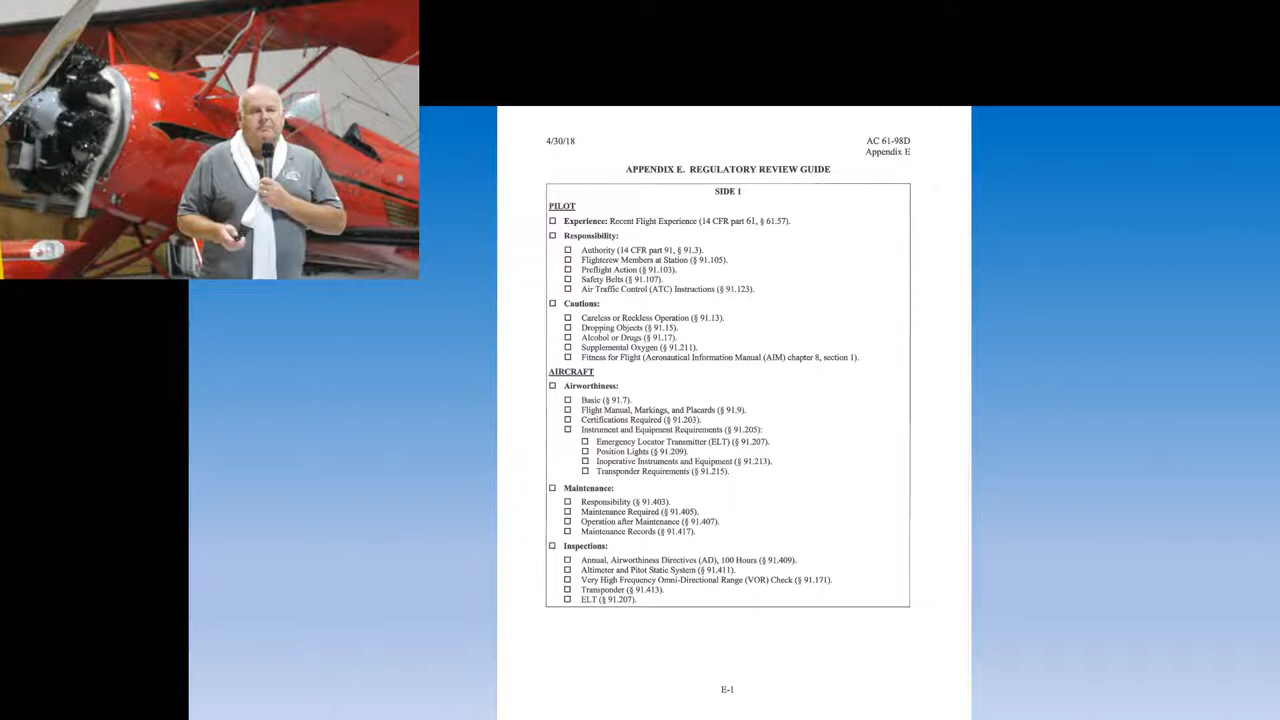 4/30/18
AC 61-98D
Appendix E
APPENDIX E. REGULATORY REVIEW GUIDE
SIDE 1
PILOT
☐ Experience: Recent Flight Experience (14 CFR part 61, § 61.57).
☐ Responsibility:
☐ Authority (14 CFR part 91, § 91.3).
☐ Flightcrew Members at Station (§ 91.105).
☐ Preflight Action (§ 91.103).
☐ Safety Belts (§ 91.107).
☐ Air Traffic Control (ATC) Instructions (§ 91.123).
☐ Cautions:
☐ Careless or Reckless Operation (§ 91.13).
☐ Dropping Objects (§ 91.15).
☐ Alcohol or Drugs (§ 91.17).
☐ Supplemental Oxygen (§ 91.211).
☐ Fitness for Flight (Aeronautical Information Manual (AIM) chapter 8, section 1).
AIRCRAFT
☐ Airworthiness:
☐ Basic (§ 91.7).
☐ Flight Manual, Markings, and Placards (§ 91.9).
☐ Certifications Required (§ 91.203).
☐ Instrument and Equipment Requirements (§ 91.205):
☐ Emergency Locator Transmitter (ELT) (§ 91.207).
☐ Position Lights (§ 91.209).
☐ Inoperative Instruments and Equipment (§ 91.213).
☐ Transponder Requirements (§ 91.215).
☐ Maintenance:
☐ Responsibility (§ 91.403).
☐ Maintenance Required (§ 91.405).
☐ Operation after Maintenance (§ 91.407).
☐ Maintenance Records (§ 91.417).
☐ Inspections:
☐ Annual, Airworthiness Directives (AD), 100 Hours (§ 91.409).
☐ Altimeter and Pitot Static System (§ 91.411).
☐ Very High Frequency Omni-Directional Range (VOR) Check (§ 91.171).
☐ Transponder (§ 91.413).
☐ ELT (§ 91.207).
E-1